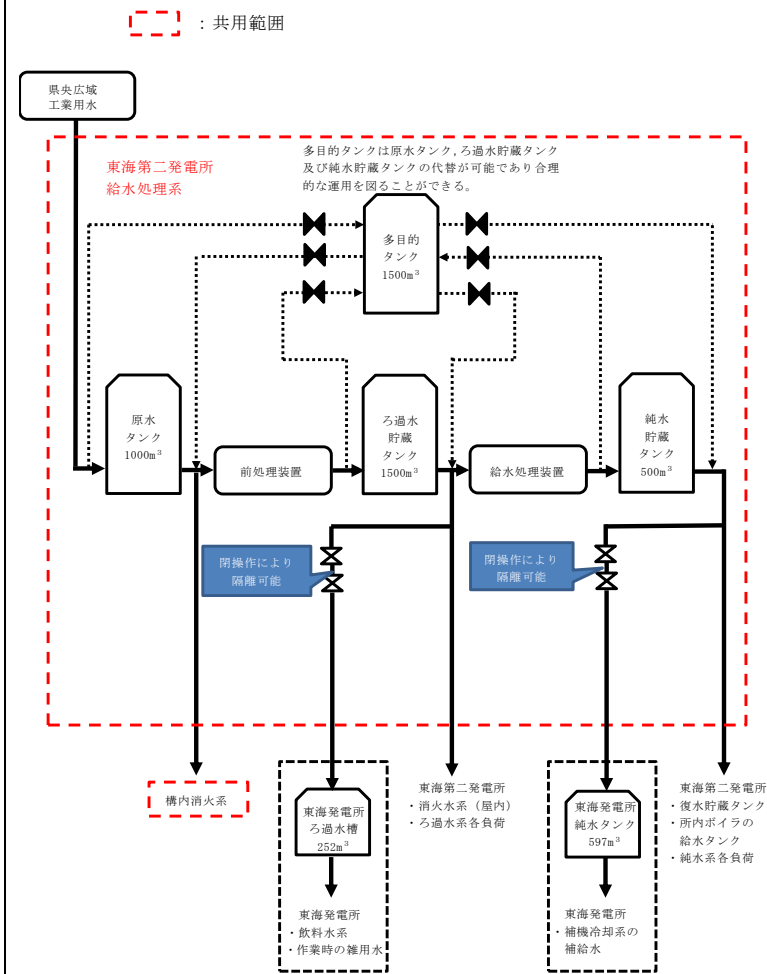 ：共用範囲
県央広域
工業用水
東海第二発電所
給水処理系
多目的タンクは原水タンク，ろ過水貯蔵タンク
及び純水貯蔵タンクの代替が可能であり合理
的な運用を図ることができる。
多目的
タンク
1500m³
原水
タンク
1000m³
前処理装置
ろ過水
貯蔵
タンク
1500m³
給水処理装置
純水
貯蔵
タンク
500m³
閉操作により
隔離可能
閉操作により
隔離可能
構内消火系
東海発電所
ろ過水槽
252m³
東海発電所
・飲料水系
・作業時の雑用水
東海第二発電所
・消火水系（屋内）
・ろ過水系各負荷
東海発電所
純水タンク
597m³
東海発電所
・補機冷却系の
補給水
東海第二発電所
・復水貯蔵タンク
・所内ボイラの
給水タンク
・純水系各負荷